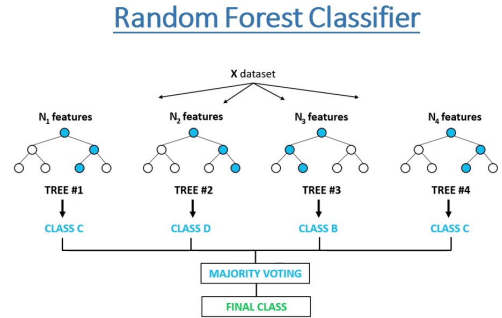 Random Forest Classifier
X dataset
N₁ features N₂ features N₃ features N₄ features
TREE #1 TREE #2 TREE #3 TREE #4
CLASS C CLASS D CLASS B CLASS C
MAJORITY VOTING
FINAL CLASS